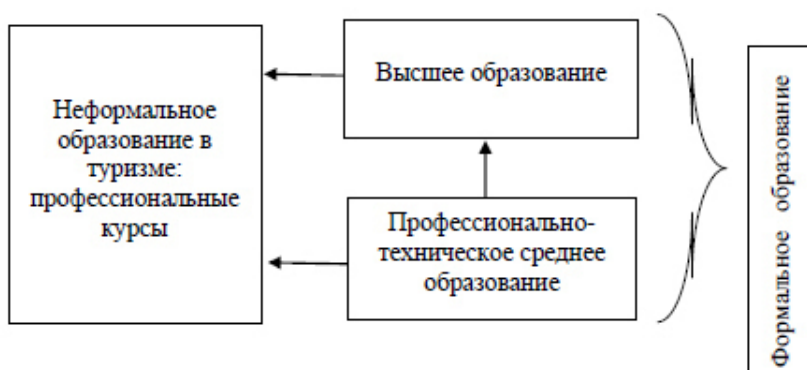 Неформальное
образование в
туризме:
профессиональные
курсы
Высшее образование
Профессионально-
техническое среднее
образование
Формальное образование